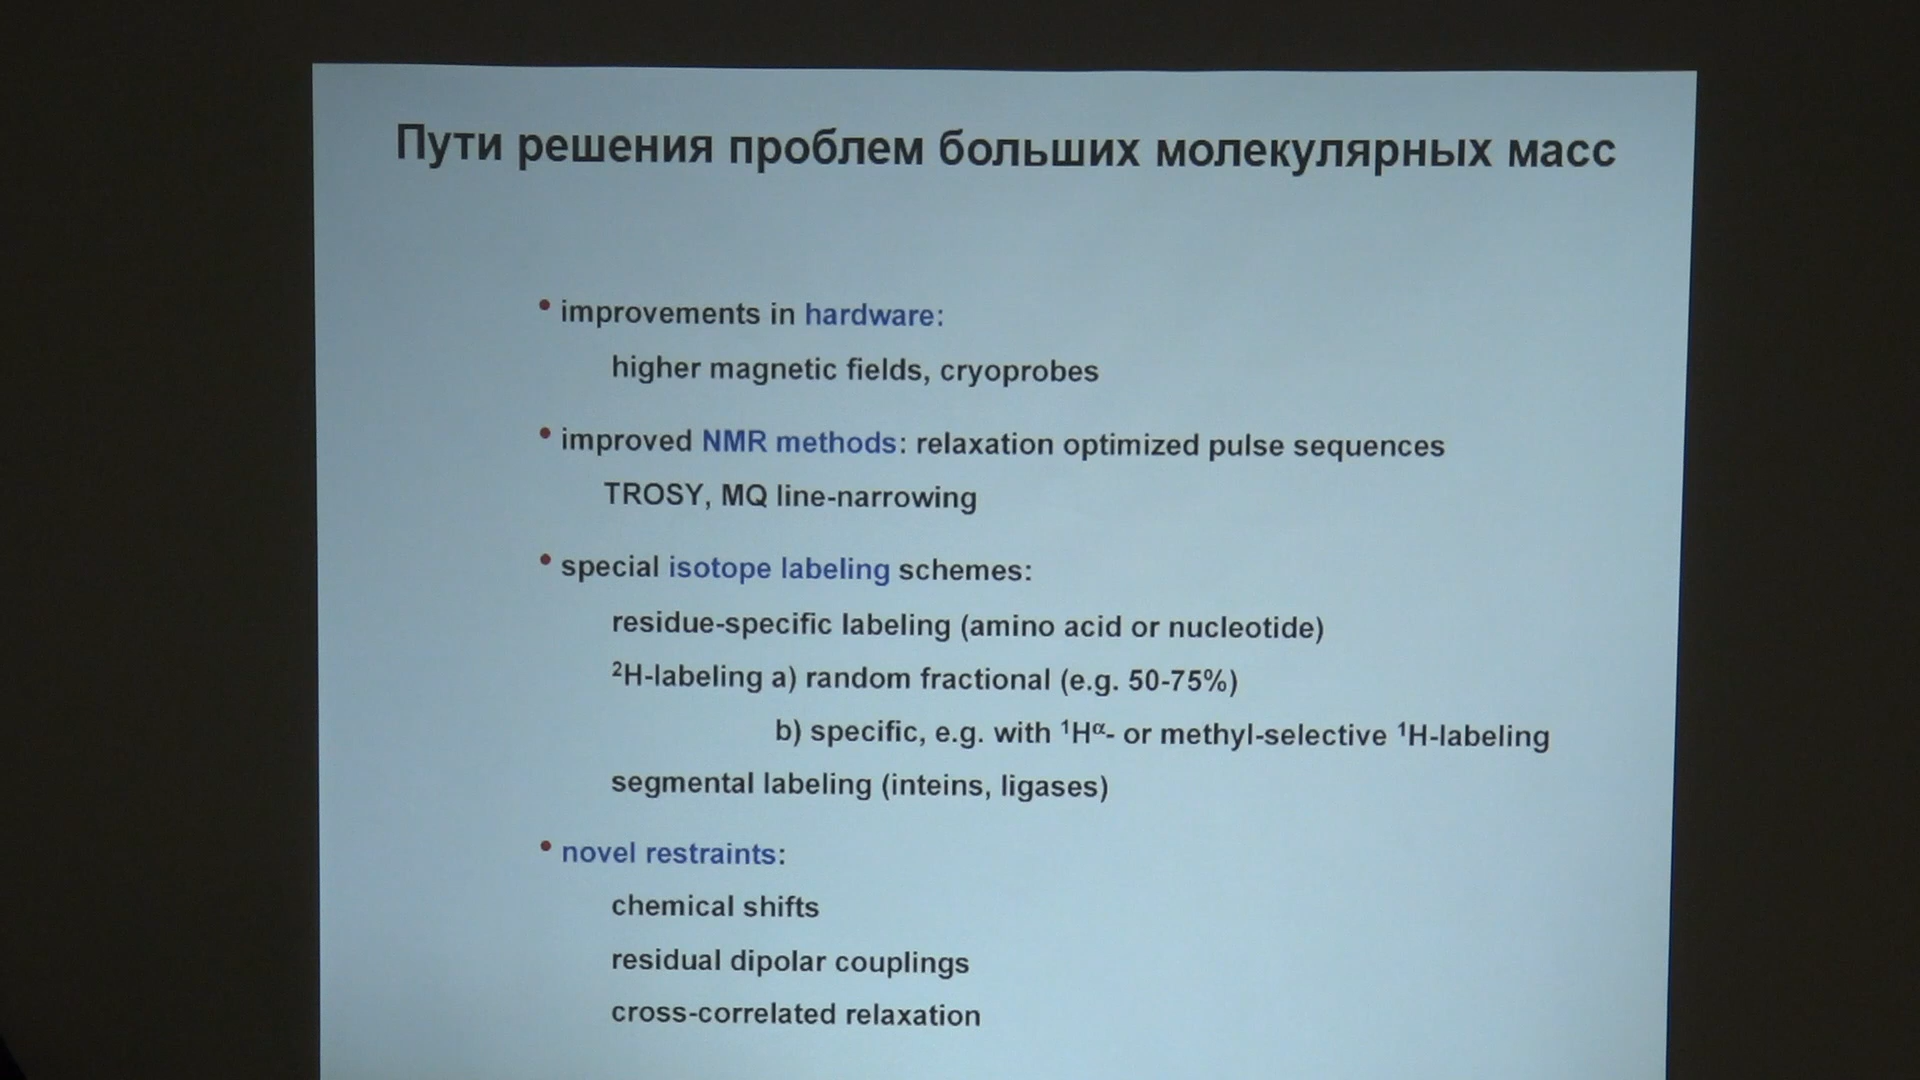 Пути решения проблем больших молекулярных масс
• improvements in hardware:
higher magnetic fields, cryoprobes
• improved NMR methods: relaxation optimized pulse sequences
TROSY, MQ line-narrowing
• special isotope labeling schemes:
residue-specific labeling (amino acid or nucleotide)
²H-labeling a) random fractional (e.g. 50-75%)
b) specific, e.g. with ¹Hᵅ- or methyl-selective ¹H-labeling
segmental labeling (inteins, ligases)
• novel restraints:
chemical shifts
residual dipolar couplings
cross-correlated relaxation